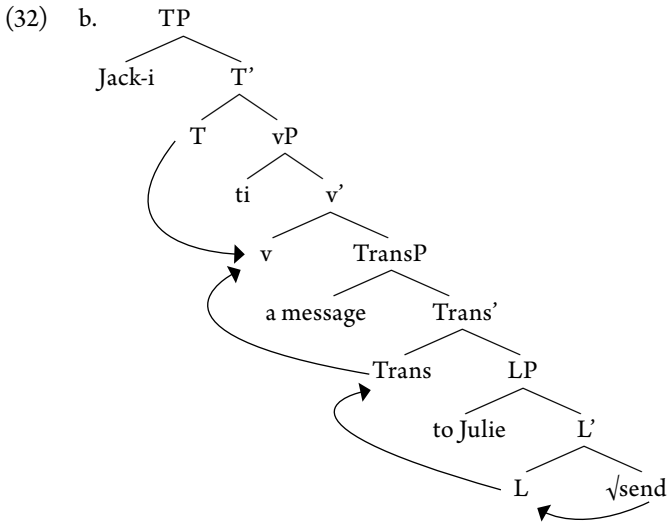 (32) b. TP
Jack-i T’
T vP
ti v’
v TransP
a message Trans’
Trans LP
to Julie L’
L √send